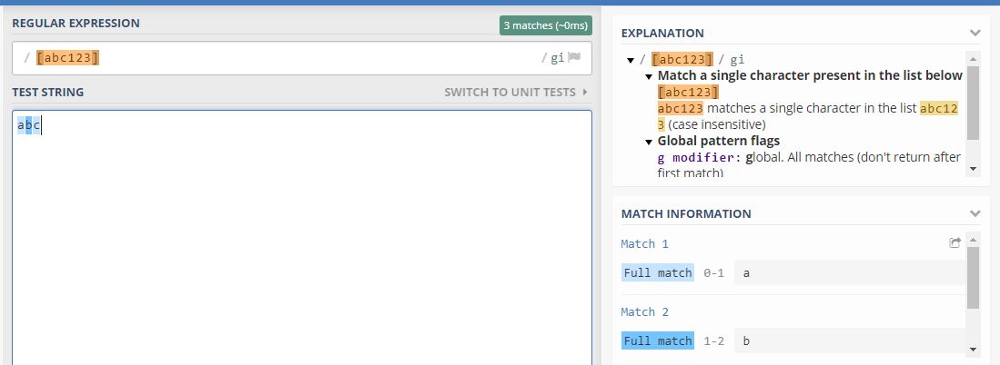 REGULAR EXPRESSION
3 matches (~0ms)
/ [abc123] / gi
TEST STRING
SWITCH TO UNIT TESTS
abc
EXPLANATION
/ [abc123] / gi
Match a single character present in the list below
[abc123]
abc123 matches a single character in the list abc12
3 (case insensitive)
Global pattern flags
g modifier: global. All matches (don't return after
first match)
MATCH INFORMATION
Match 1
Full match 0-1 a
Match 2
Full match 1-2 b